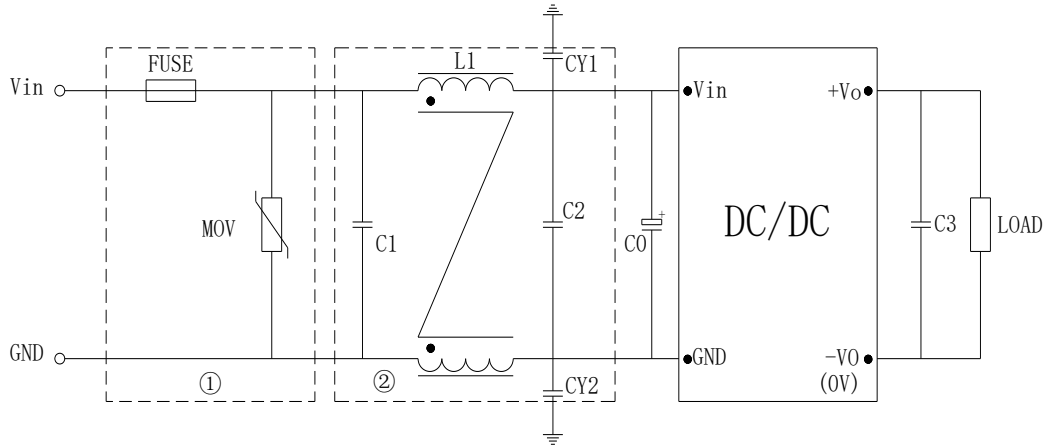 FUSE
L1
CY1
Vin
Vin
+Vo
MOV
C1
C2
C0
+
DC/DC
C3
LOAD
GND
GND
-VO
(0V)
①
②
CY2